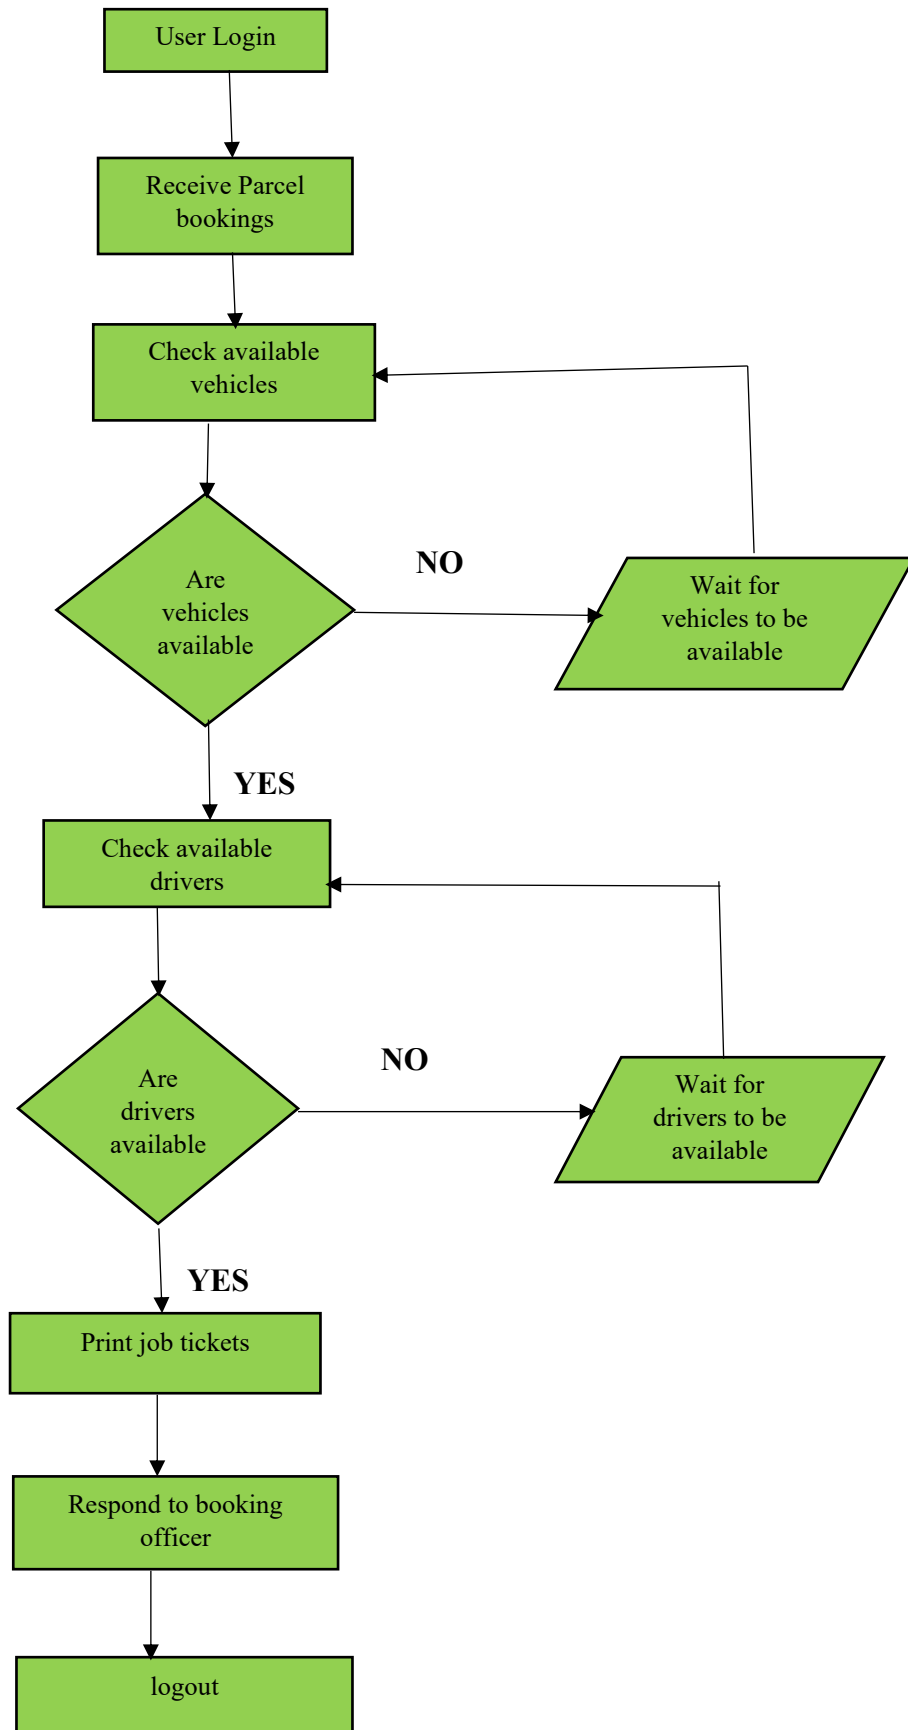 User Login
Receive Parcel
bookings
Check available
vehicles
Are
vehicles
available
NO
Wait for
vehicles to be
available
YES
Check available
drivers
Are
drivers
available
NO
Wait for
drivers to be
available
YES
Print job tickets
Respond to booking
officer
logout